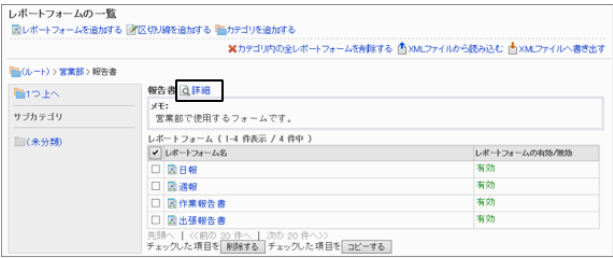 レポートフォームの一覧
レポートフォームを追加する 区切り線を追加する カテゴリを追加する
カテゴリ内の全レポートフォームを削除する XMLファイルから読み込む XMLファイルへ書き出す
(ルート) > 営業部 > 報告書
1つ上へ
サブカテゴリ
(未分類)
報告書 詳細
メモ:
営業部で使用するフォームです。
レポートフォーム ( 1-4 件表示 / 4 件中 )
レポートフォーム名 レポートフォームの有効/無効
日報 有効
週報 有効
作業報告書 有効
出張報告書 有効
先頭へ | <<前の 20 件へ | 次の 20 件へ>>
チェックした項目を 削除する チェックした項目を コピーする